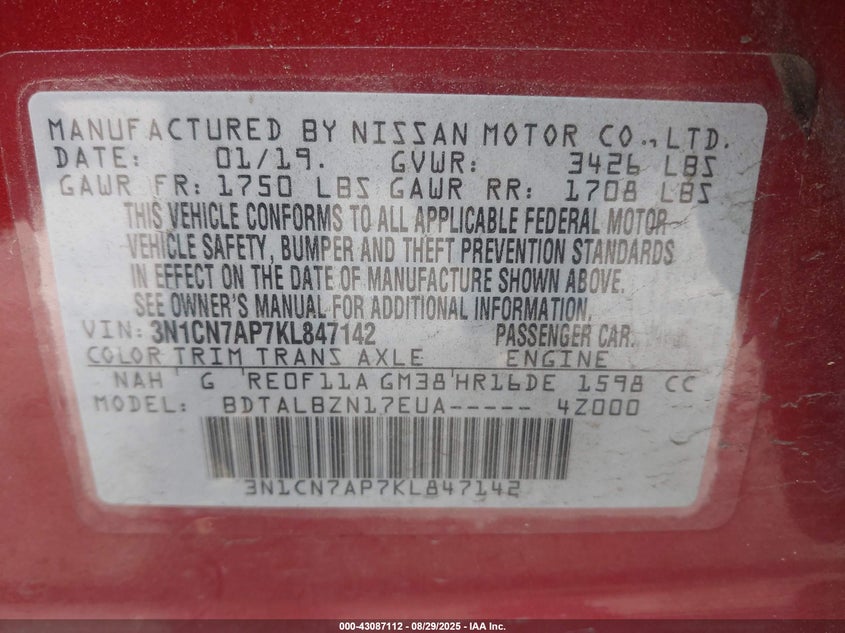 MANUFACTURED BY NISSAN MOTOR CO., LTD.
DATE: 01/19. GVWR: 3426 LBS
GAWR FR: 1750 LBS GAWR RR: 1708 LBS
THIS VEHICLE CONFORMS TO ALL APPLICABLE FEDERAL MOTOR
VEHICLE SAFETY, BUMPER AND THEFT PREVENTION STANDARDS
IN EFFECT ON THE DATE OF MANUFACTURE SHOWN ABOVE.
SEE OWNER'S MANUAL FOR ADDITIONAL INFORMATION.
VIN: 3N1CN7AP7KL847142 PASSENGER CAR.
COLOR TRIM TRANS AXLE ENGINE
NAH G RE0F11A GM38 HR16DE 1598 CC
MODEL: BDTALBZN17EUA----- 4Z000
3N1CN7AP7KL847142
000-43087112 - 08/29/2025 - IAA Inc.